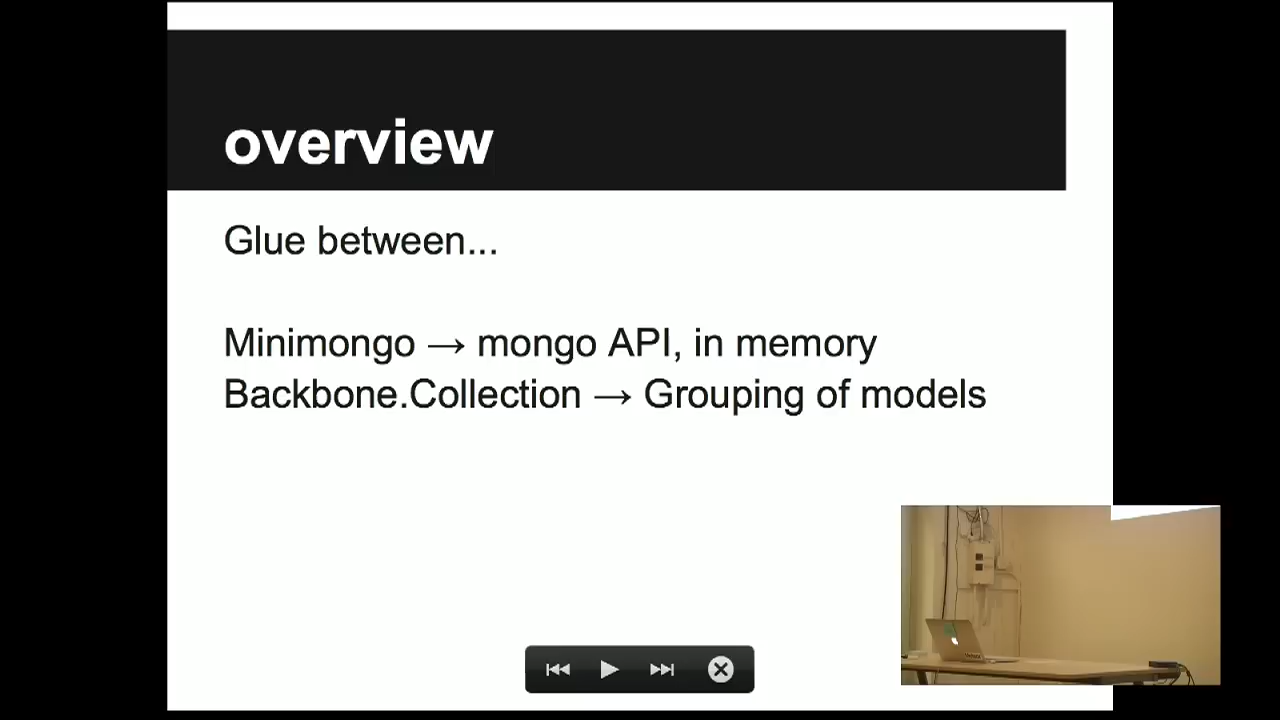 overview
Glue between...
Minimongo → mongo API, in memory
Backbone.Collection → Grouping of models